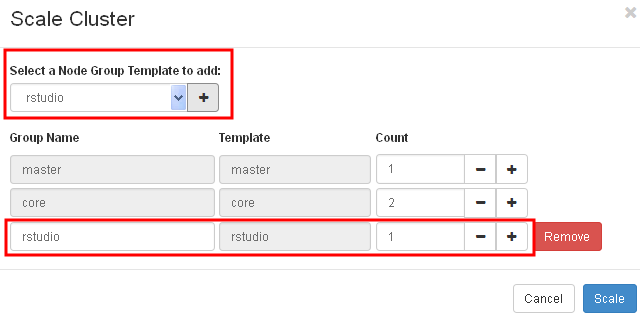 Scale Cluster ×
Select a Node Group Template to add:
rstudio +
Group Name Template Count
master master 1 - +
core core 2 - +
rstudio rstudio 1 - + Remove
Cancel Scale